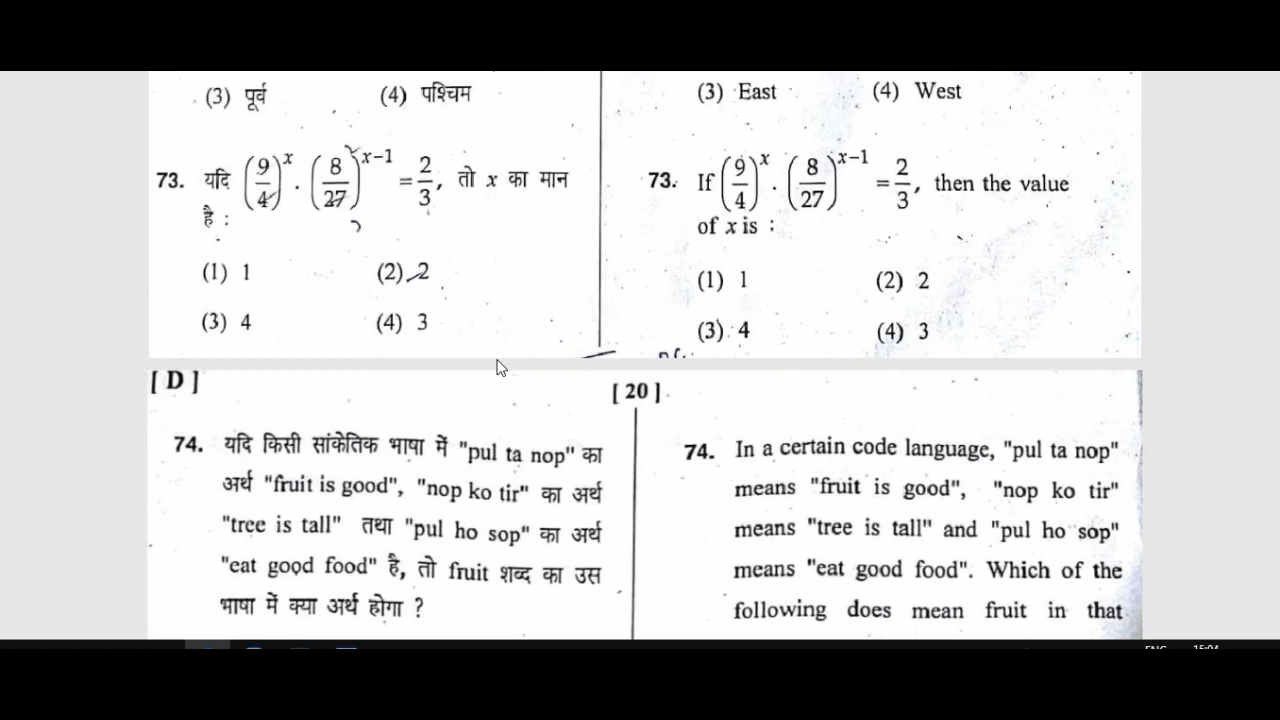 (3) पूर्व (4) पश्चिम
73. यदि (9/4)^x . (8/27)^(x-1) = 2/3, तो x का मान
है :
(1) 1 (2) 2
(3) 4 (4) 3
(3) East (4) West
73. If (9/4)^x . (8/27)^(x-1) = 2/3, then the value
of x is :
(1) 1 (2) 2
(3) 4 (4) 3
[ D ]
[ 20 ]
74. यदि किसी सांकेतिक भाषा में "pul ta nop" का
अर्थ "fruit is good", "nop ko tir" का अर्थ
"tree is tall" तथा "pul ho sop" का अर्थ
"eat good food" है, तो fruit शब्द का उस
भाषा में क्या अर्थ होगा ?
74. In a certain code language, "pul ta nop"
means "fruit is good", "nop ko tir"
means "tree is tall" and "pul ho sop"
means "eat good food". Which of the
following does mean fruit in that